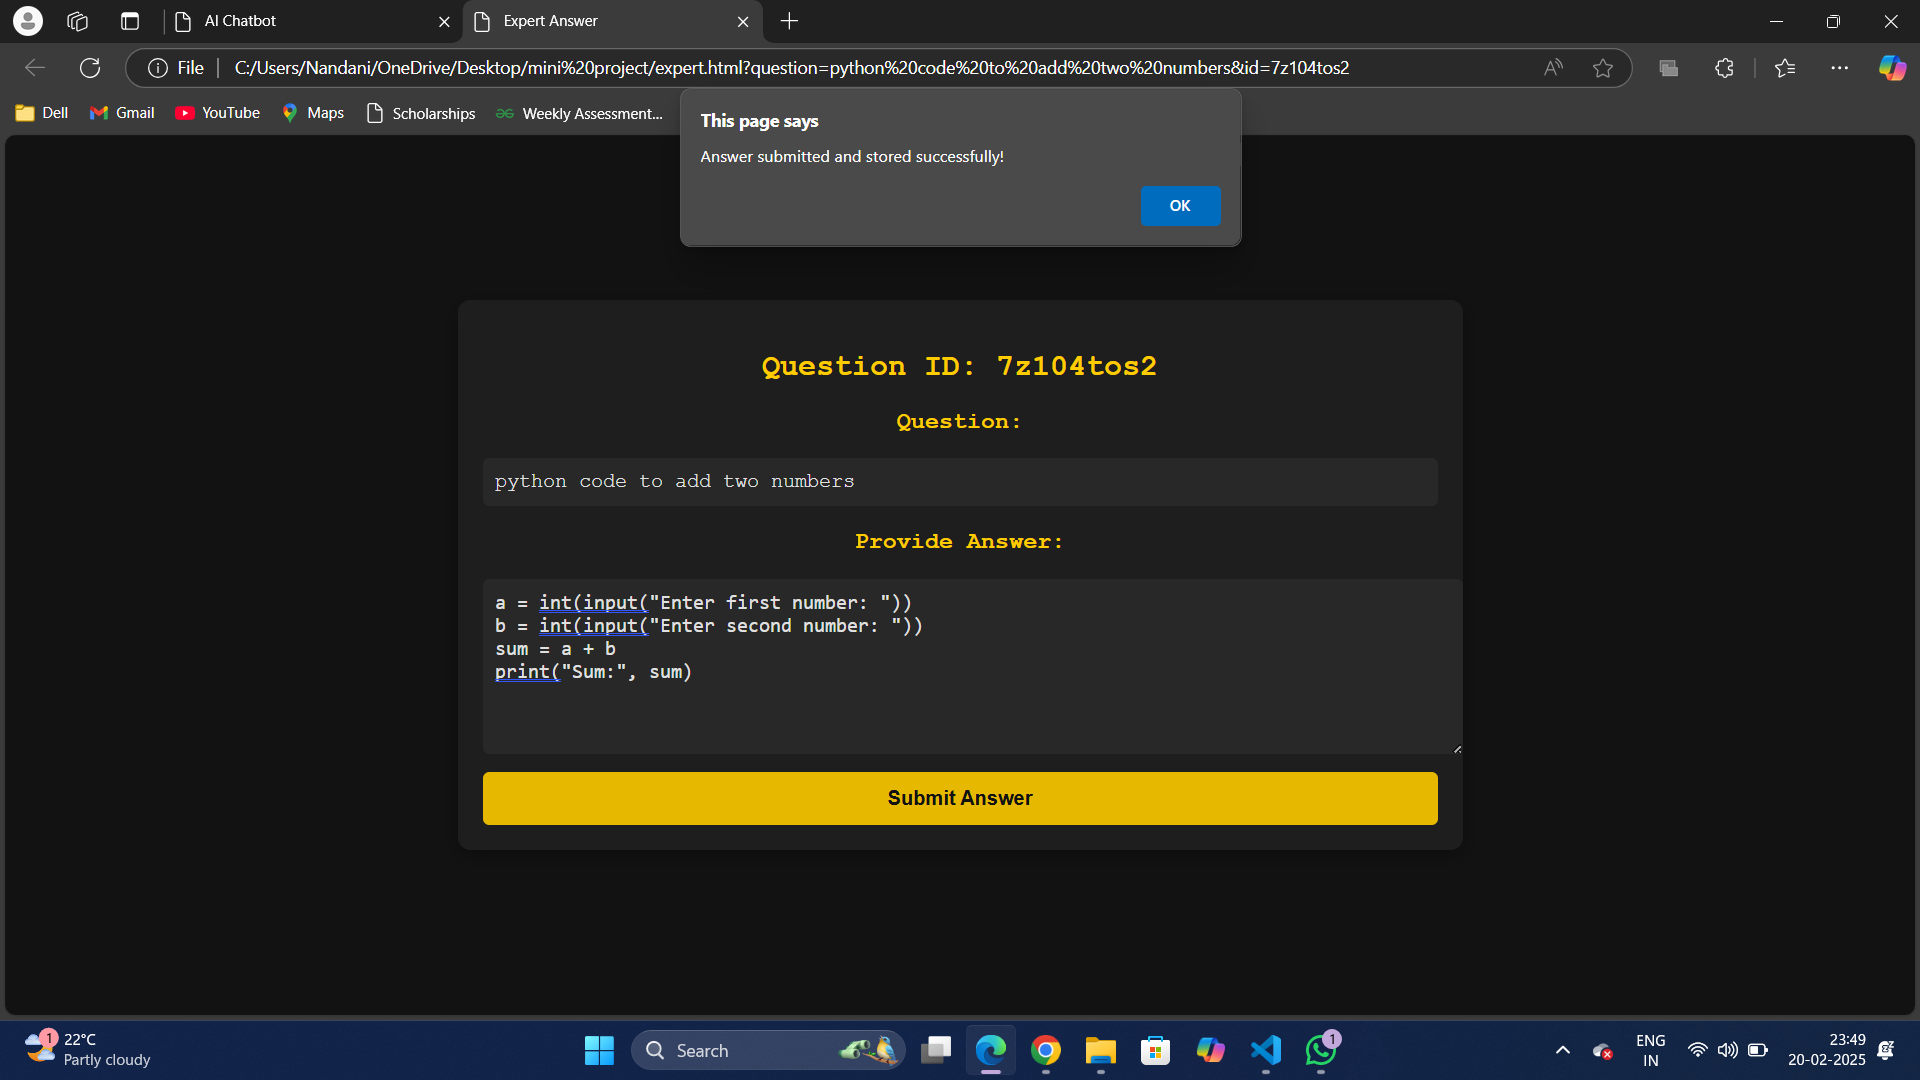 AI Chatbot
Expert Answer
File
C:/Users/Nandani/OneDrive/Desktop/mini%20project/expert.html?question=python%20code%20to%20add%20two%20numbers&id=7z104tos2
Dell
Gmail
YouTube
Maps
Scholarships
Weekly Assessment...
This page says
Answer submitted and stored successfully!
OK
Question ID: 7z104tos2
Question:
python code to add two numbers
Provide Answer:
a = int(input("Enter first number: "))
b = int(input("Enter second number: "))
sum = a + b
print("Sum:", sum)
Submit Answer
1
22°C
Partly cloudy
Search
1
ENG
IN
23:49
20-02-2025